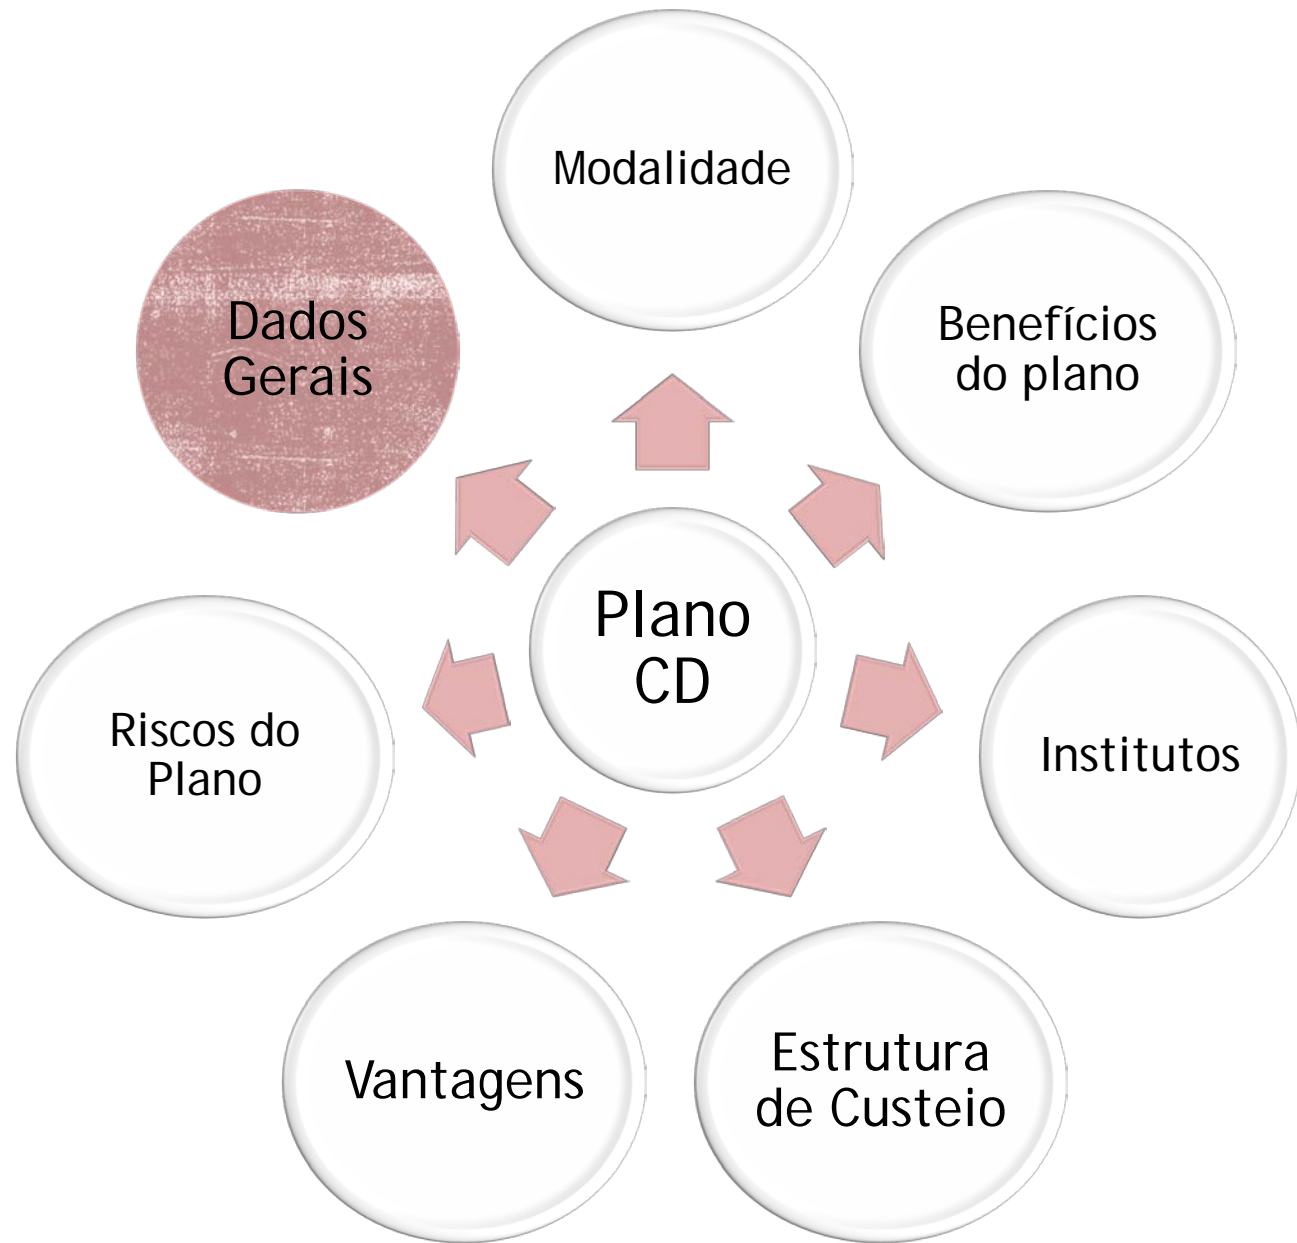 Modalidade
Dados
Gerais
Benefícios
do plano
Plano
CD
Riscos do
Plano
Institutos
Vantagens
Estrutura
de Custeio